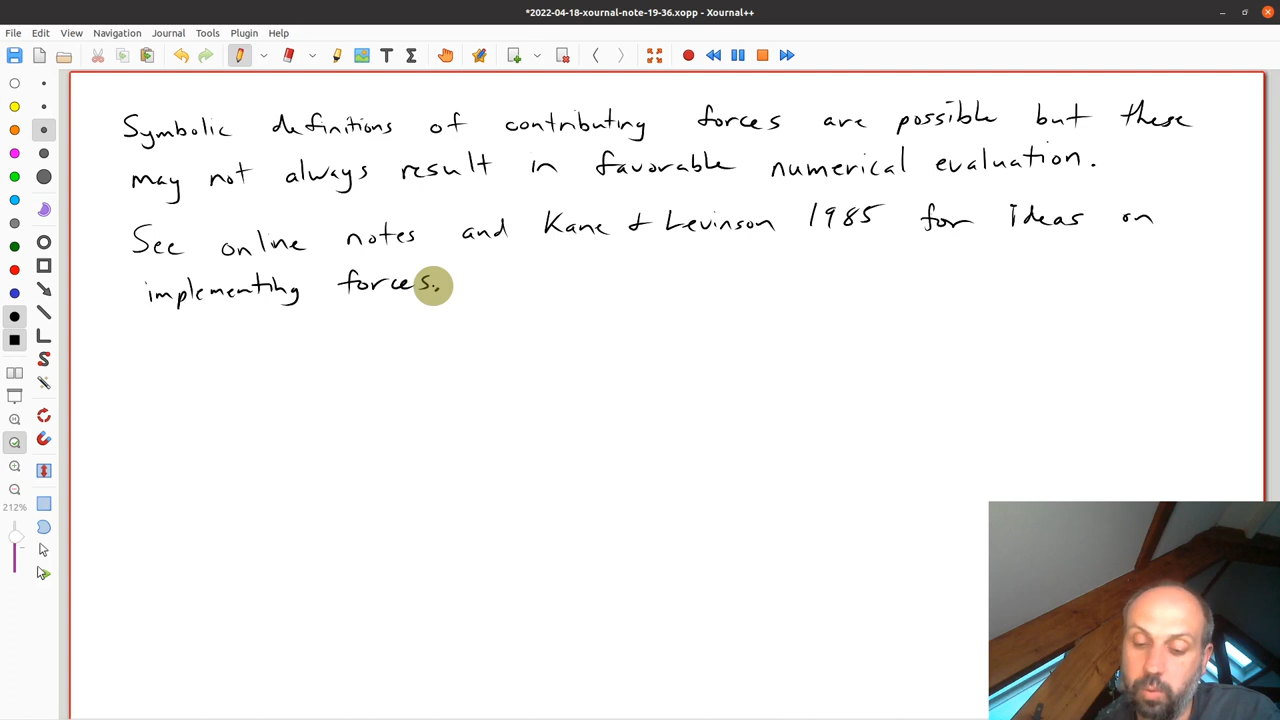 *2022-04-18-xournal-note-19-36.xopp - Xournal++
File Edit View Navigation Journal Tools Plugin Help
Symbolic definitions of contributing forces are possible but these
may not always result in favorable numerical evaluation.
See online notes and Kane & Levinson 1985 for ideas on
implementing forces.
212%